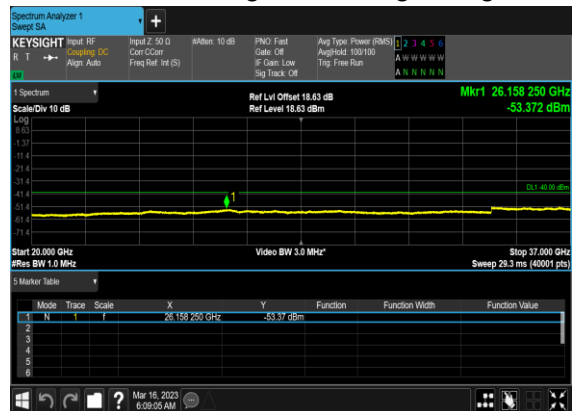 Spectrum Analyzer 1
Swept SA
+
KEYSIGHT Input: RF Input Z: 50 Ω #Atten: 10 dB PNO: Fast Avg Type: Power (RMS) 1 2 3 4 5 6
R T Coupling: DC Corr CCorr Gate: Off Avg|Hold: 100/100 A W W W W W
Align: Auto Freq Ref: Int (S) IF Gain: Low Trig: Free Run
Sig Track: Off A N N N N N
LXI
1 Spectrum Ref Lvl Offset 18.63 dB Mkr1 26.158 250 GHz
Scale/Div 10 dB Ref Level 18.63 dBm -53.372 dBm
Log
8.63
-1.37
-11.4
-21.4
-31.4
DL1 -40.00 dBm
-41.4
1
-51.4
-61.4
-71.4
Start 20.000 GHz Video BW 3.0 MHz* Stop 37.000 GHz
#Res BW 1.0 MHz Sweep 29.3 ms (40001 pts)
5 Marker Table
Mode Trace Scale X Y Function Function Width Function Value
1 N 1 f 26.158 250 GHz -53.37 dBm
2
3
4
5
6
? Mar 16, 2023
6:09:05 AM